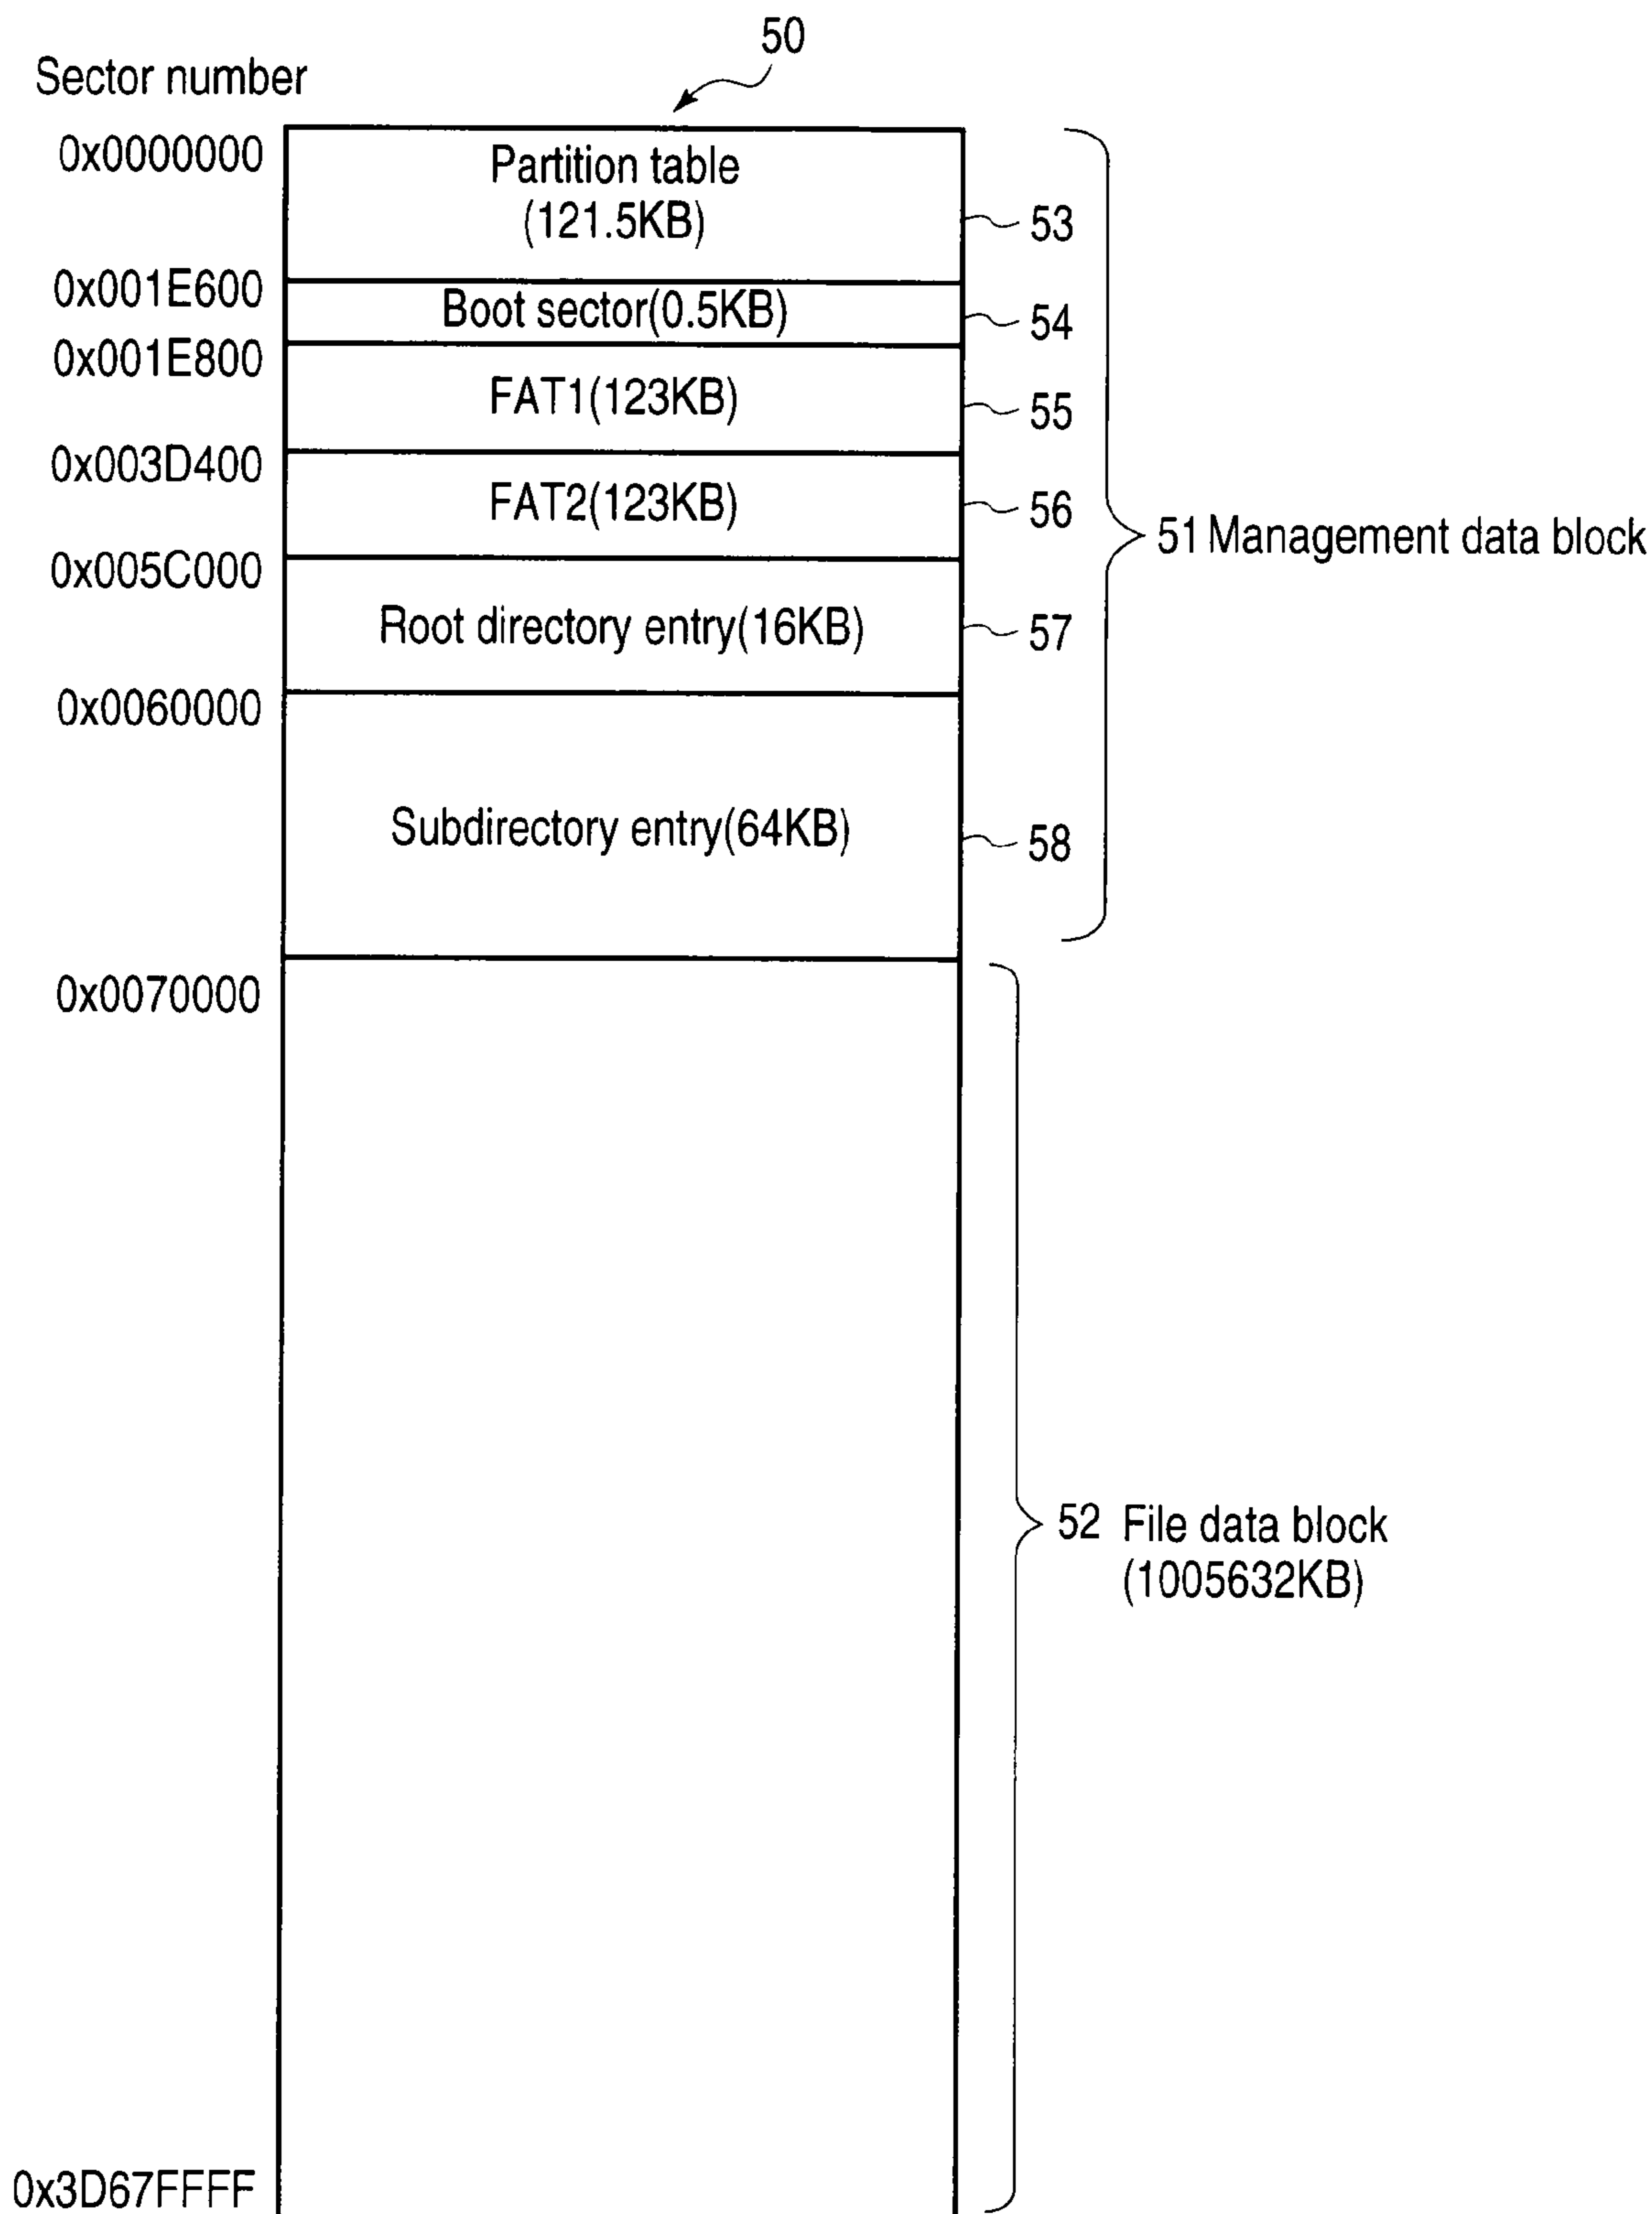 50
Sector number
0x0000000
Partition table
(121.5KB)
53
0x001E600
Boot sector(0.5KB)
54
0x001E800
FAT1(123KB)
55
0x003D400
FAT2(123KB)
56
51 Management data block
0x005C000
Root directory entry(16KB)
57
0x0060000
Subdirectory entry(64KB)
58
0x0070000
52 File data block
(1005632KB)
0x3D67FFFF